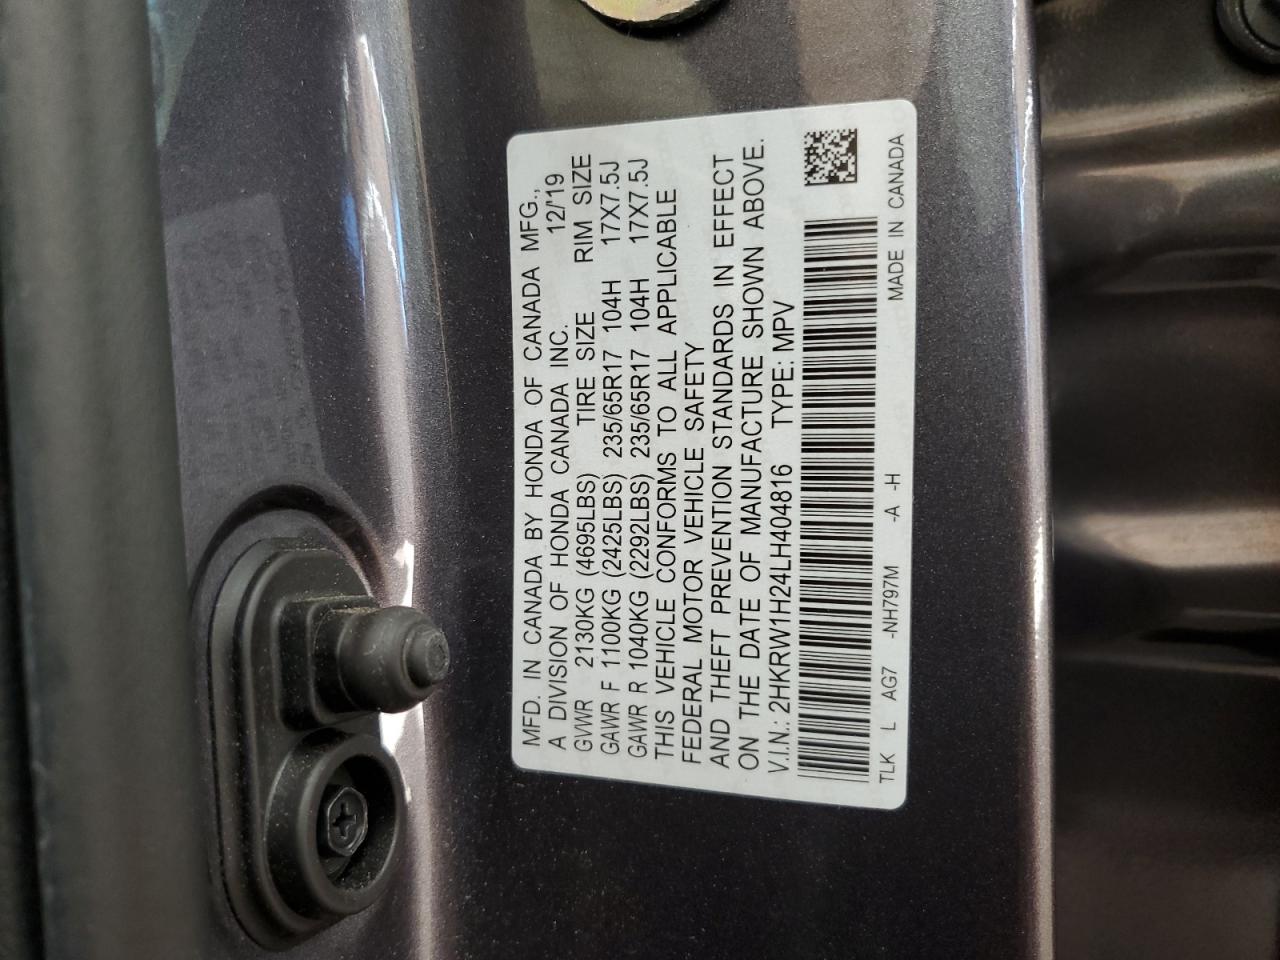 MFD. IN CANADA BY HONDA OF CANADA MFG.,
A DIVISION OF HONDA CANADA INC. 12/'19
GVWR 2130KG (4695LBS) TIRE SIZE RIM SIZE
GAWR F 1100KG (2425LBS) 235/65R17 104H 17X7.5J
GAWR R 1040KG (2292LBS) 235/65R17 104H 17X7.5J
THIS VEHICLE CONFORMS TO ALL APPLICABLE
FEDERAL MOTOR VEHICLE SAFETY
AND THEFT PREVENTION STANDARDS IN EFFECT
ON THE DATE OF MANUFACTURE SHOWN ABOVE.
V.I.N.: 2HKRW1H24LH404816 TYPE: MPV
TLK L AG7 -NH797M -A -H MADE IN CANADA